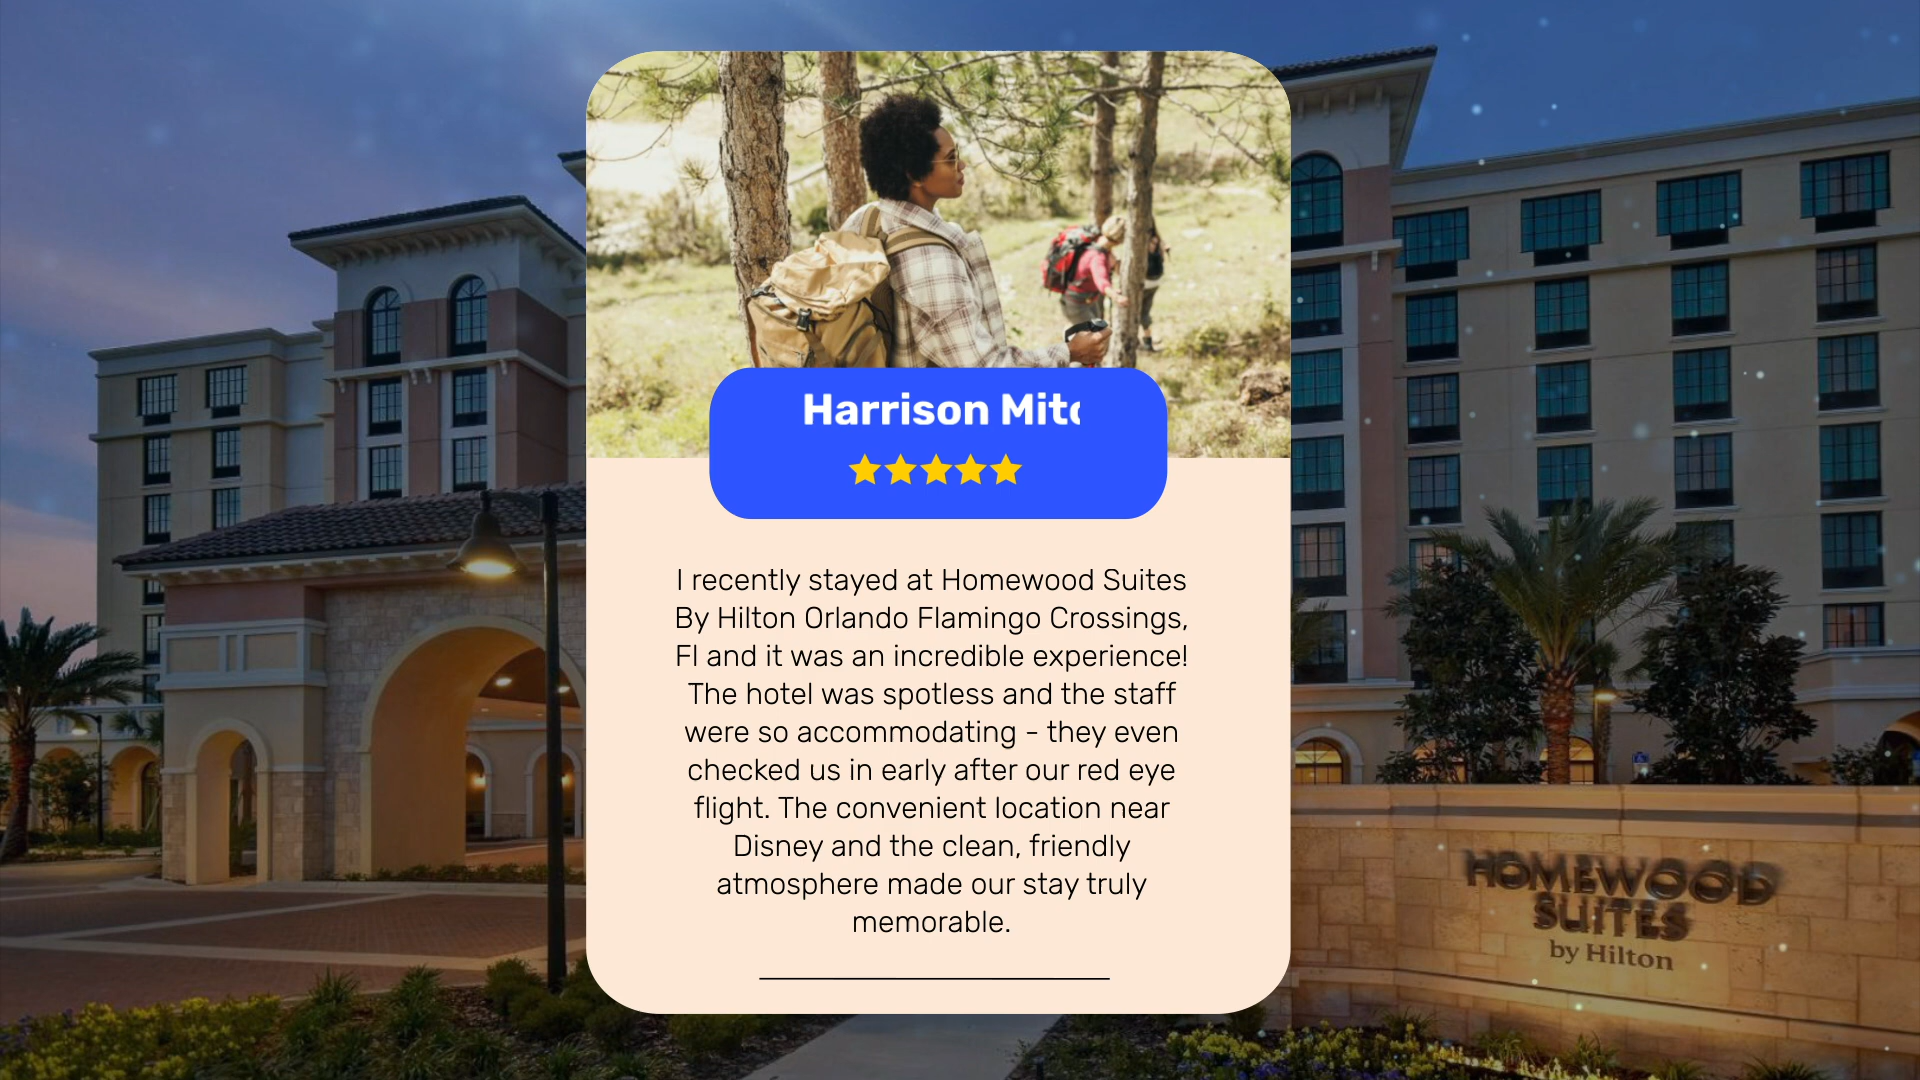 Harrison Mitc
I recently stayed at Homewood Suites
By Hilton Orlando Flamingo Crossings,
Fl and it was an incredible experience!
The hotel was spotless and the staff
were so accommodating - they even
checked us in early after our red eye
flight. The convenient location near
Disney and the clean, friendly
atmosphere made our stay truly
memorable.
HOMEWOOD
SUITES
by Hilton